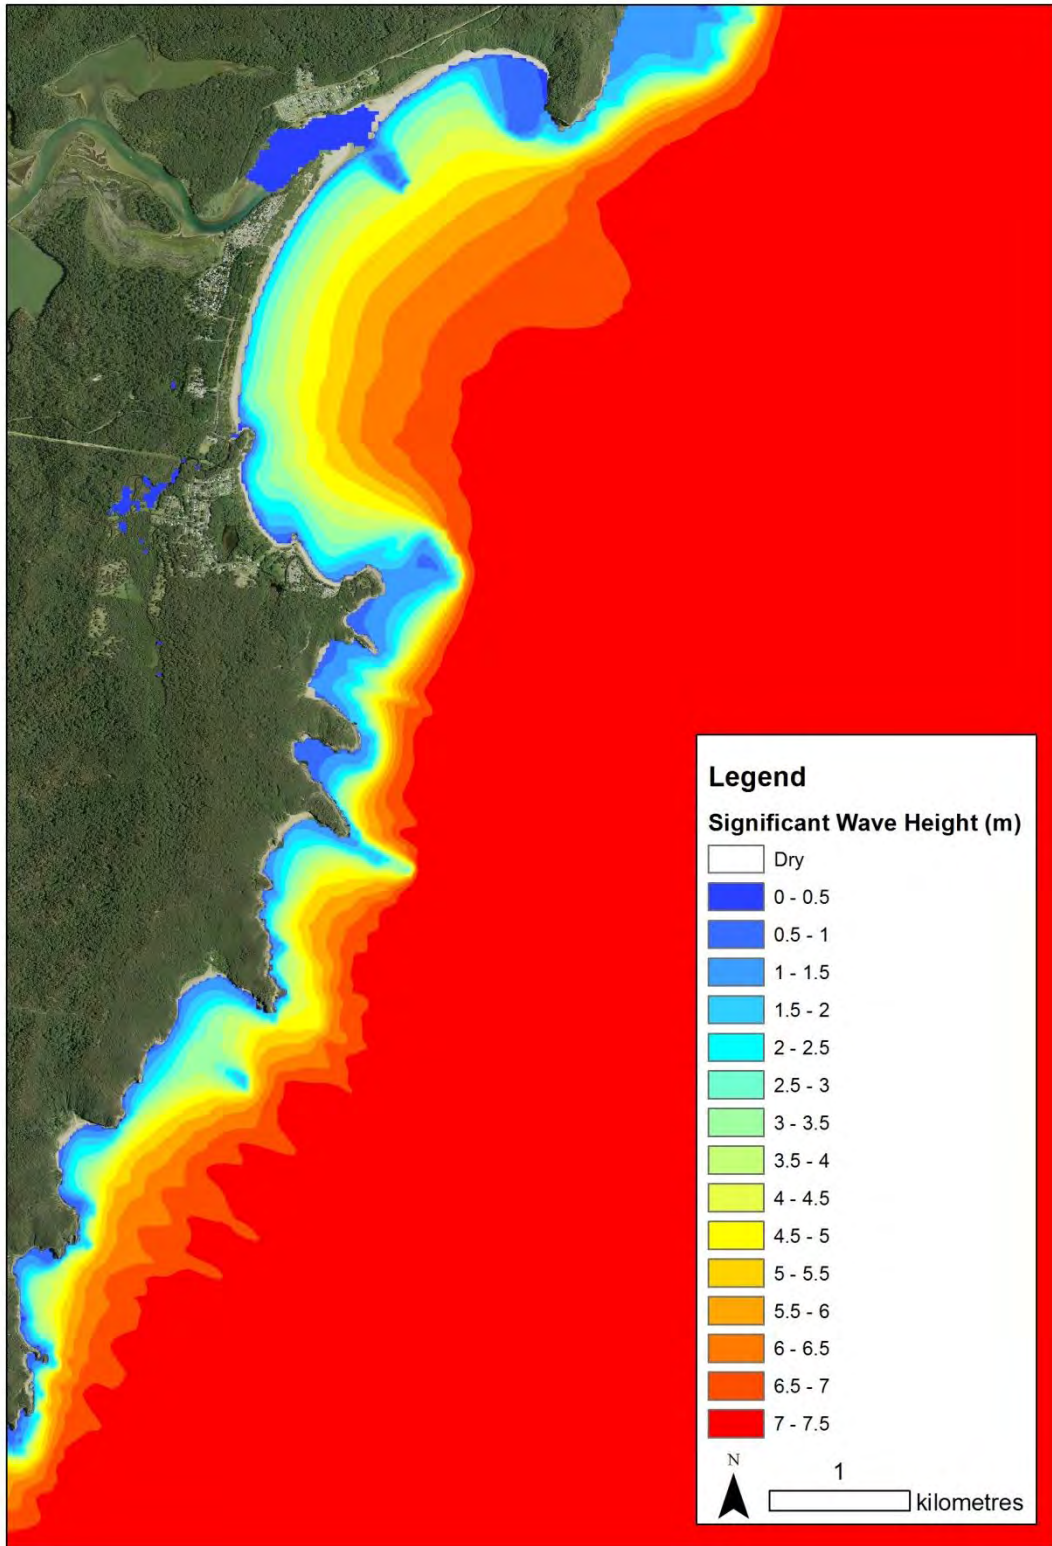 Legend
Significant Wave Height (m)
Dry
0 - 0.5
0.5 - 1
1 - 1.5
1.5 - 2
2 - 2.5
2.5 - 3
3 - 3.5
3.5 - 4
4 - 4.5
4.5 - 5
5 - 5.5
5.5 - 6
6 - 6.5
6.5 - 7
7 - 7.5
N
1
kilometres